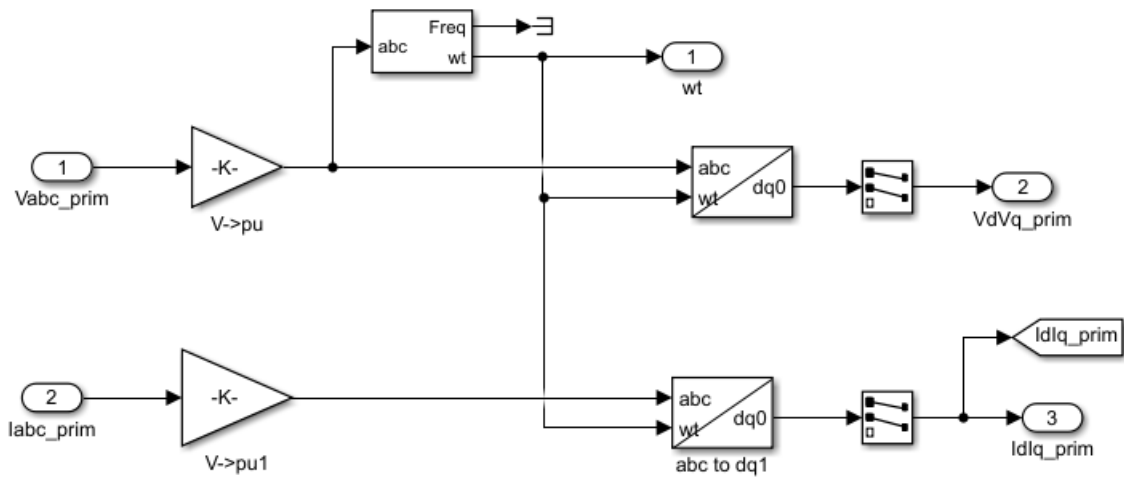 Freq
abc
wt
1
wt
1
Vabc_prim
-K-
V->pu
abc
wt
dq0
2
VdVq_prim
IdIq_prim
2
Iabc_prim
-K-
V->pu1
abc
wt
dq0
abc to dq1
3
IdIq_prim